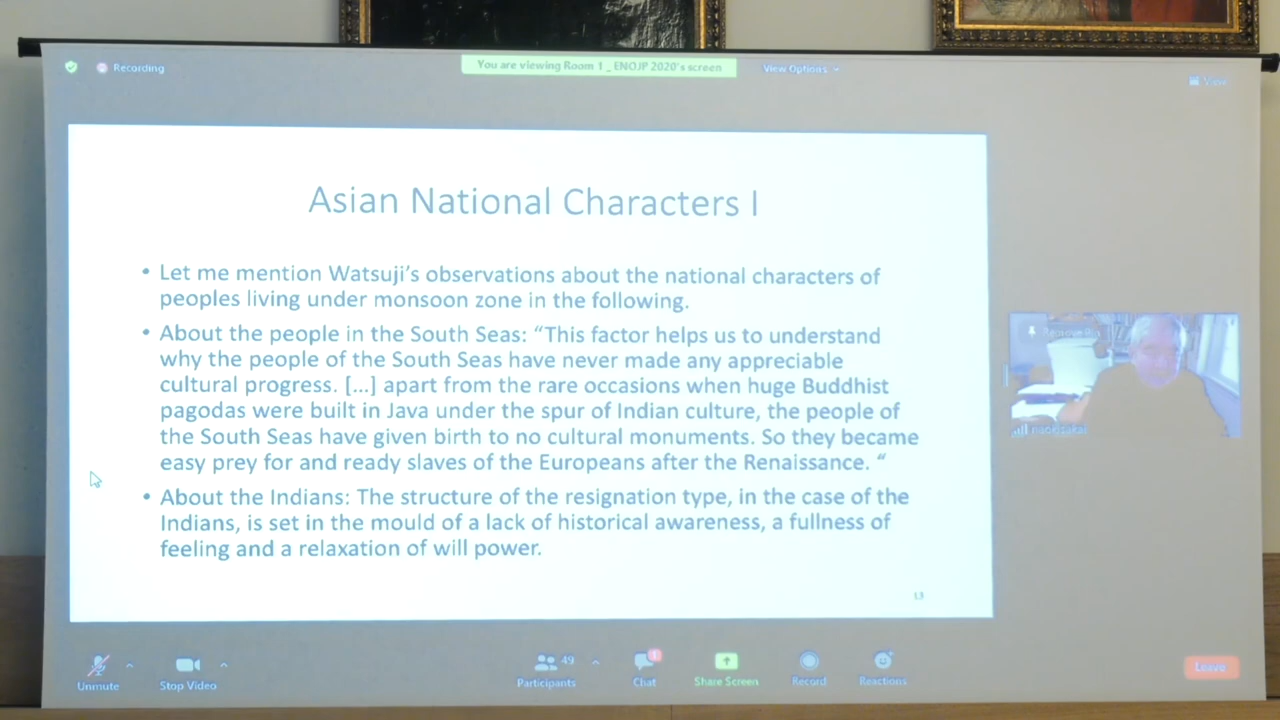 Recording
You are viewing Room 1 _ ENOJP 2020's screen
View Options
View
Asian National Characters I
• Let me mention Watsuji's observations about the national characters of
peoples living under monsoon zone in the following.
• About the people in the South Seas: "This factor helps us to understand
why the people of the South Seas have never made any appreciable
cultural progress. [...] apart from the rare occasions when huge Buddhist
pagodas were built in Java under the spur of Indian culture, the people of
the South Seas have given birth to no cultural monuments. So they became
easy prey for and ready slaves of the Europeans after the Renaissance. "
• About the Indians: The structure of the resignation type, in the case of the
Indians, is set in the mould of a lack of historical awareness, a fullness of
feeling and a relaxation of will power.
13
Unmute
Stop Video
49
Participants
Chat
Share Screen
Record
Reactions
Leave